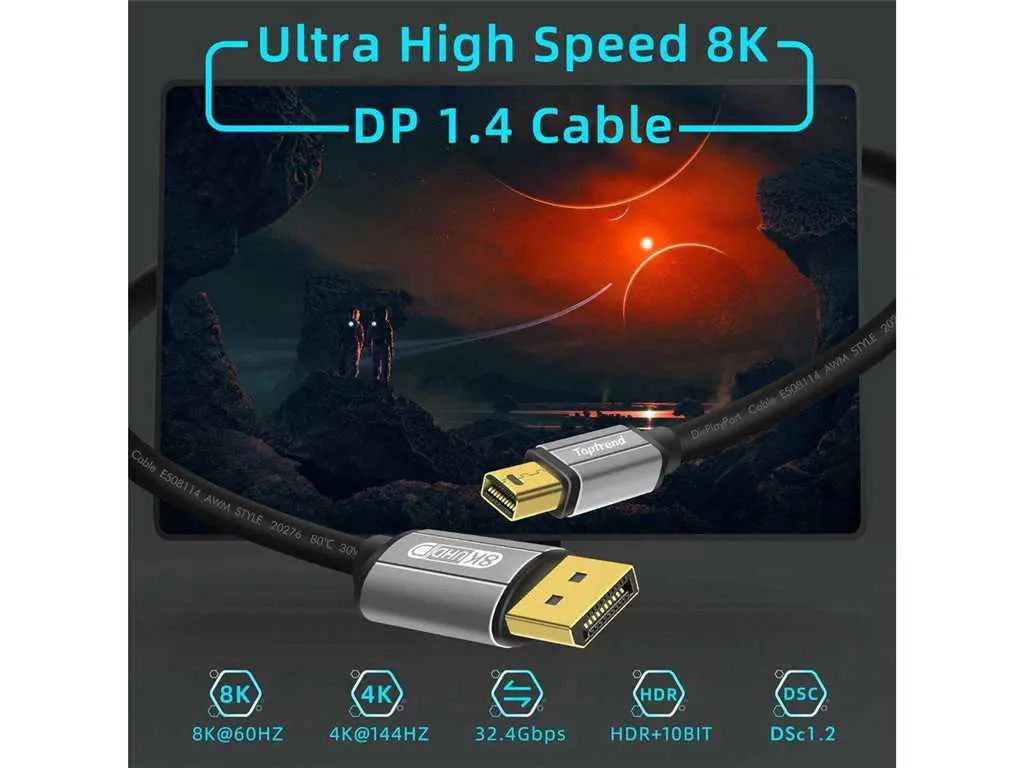 Ultra High Speed 8K
DP 1.4 Cable
DisPlayPort Cable E508114 AWM STYLE 20
Toptrend
Cable E508114 AWM STYLE 20276 80℃ 30V
8K UHD
8K
4K
HDR
DSC
8K@60HZ
4K@144HZ
32.4Gbps
HDR+10BIT
DSc1.2